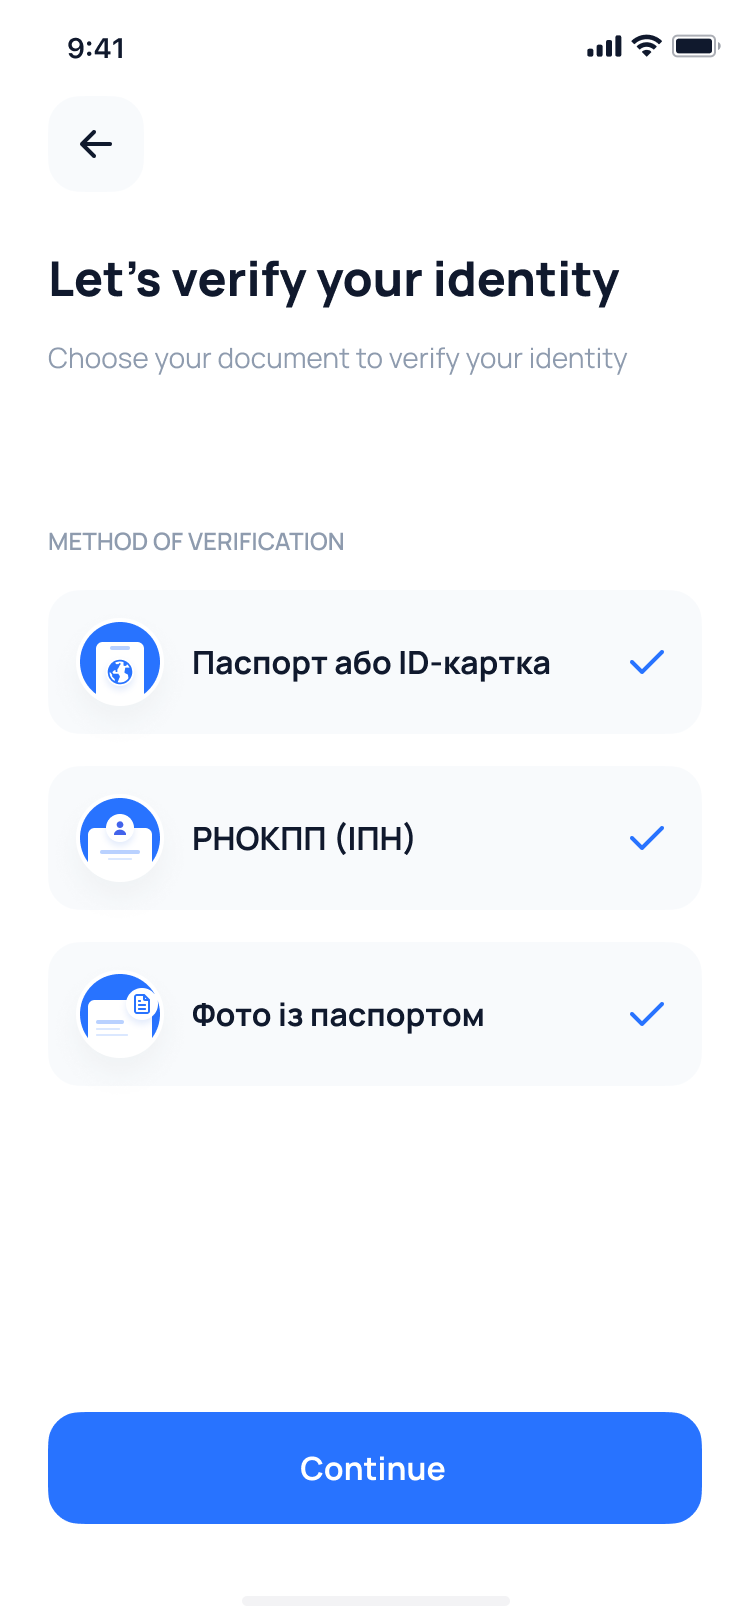 9:41
Let’s verify your identity
Choose your document to verify your identity
METHOD OF VERIFICATION
Паспорт або ID-картка
РНОКПП (ІПН)
Фото із паспортом
Continue